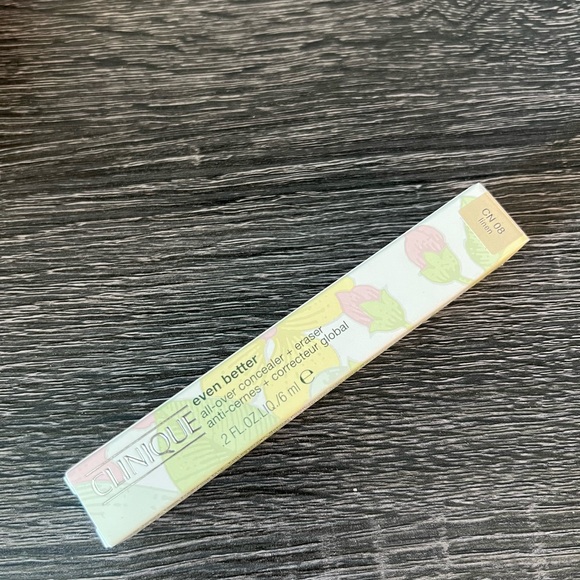 CLINIQUE
even better
all-over concealer + eraser
anti-cernes + correcteur global
.2 FL.OZ.LIQ./6 ml ℮
CN 08
linen